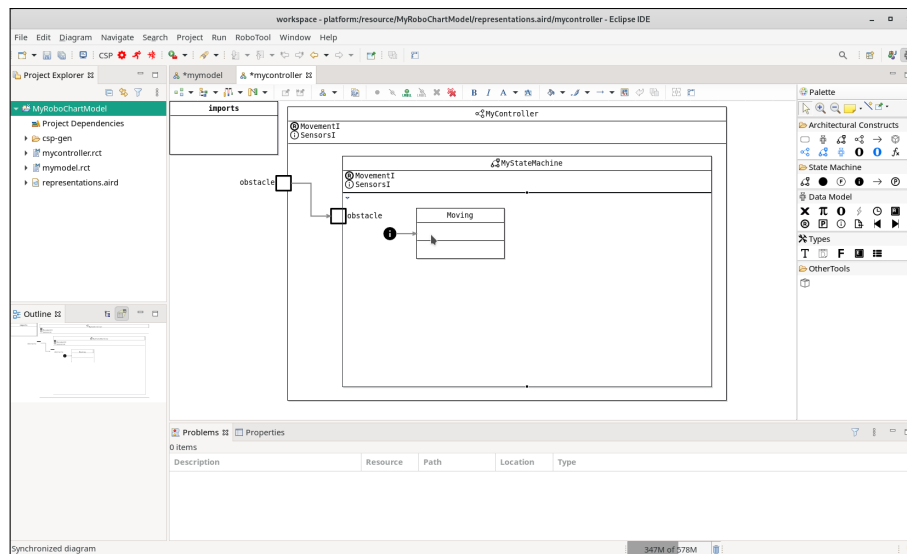 workspace - platform:/resource/MyRoboChartModel/representations.aird/mycontroller - Eclipse IDE
File Edit Diagram Navigate Search Project Run RoboTool Window Help
CSP
Project Explorer
*mymodel
*mycontroller
B I A
Palette
MyRoboChartModel
Project Dependencies
csp-gen
mycontroller.rct
mymodel.rct
representations.aird
imports
MyController
R MovementI
i SensorsI
MyStateMachine
R MovementI
i SensorsI
obstacle
obstacle
Moving
i
Architectural Constructs
O O fx
State Machine
F i P
Data Model
X π O
R P i
Types
T F
OtherTools
Outline
Problems
Properties
0 items
Description Resource Path Location Type
Synchronized diagram
347M of 578M